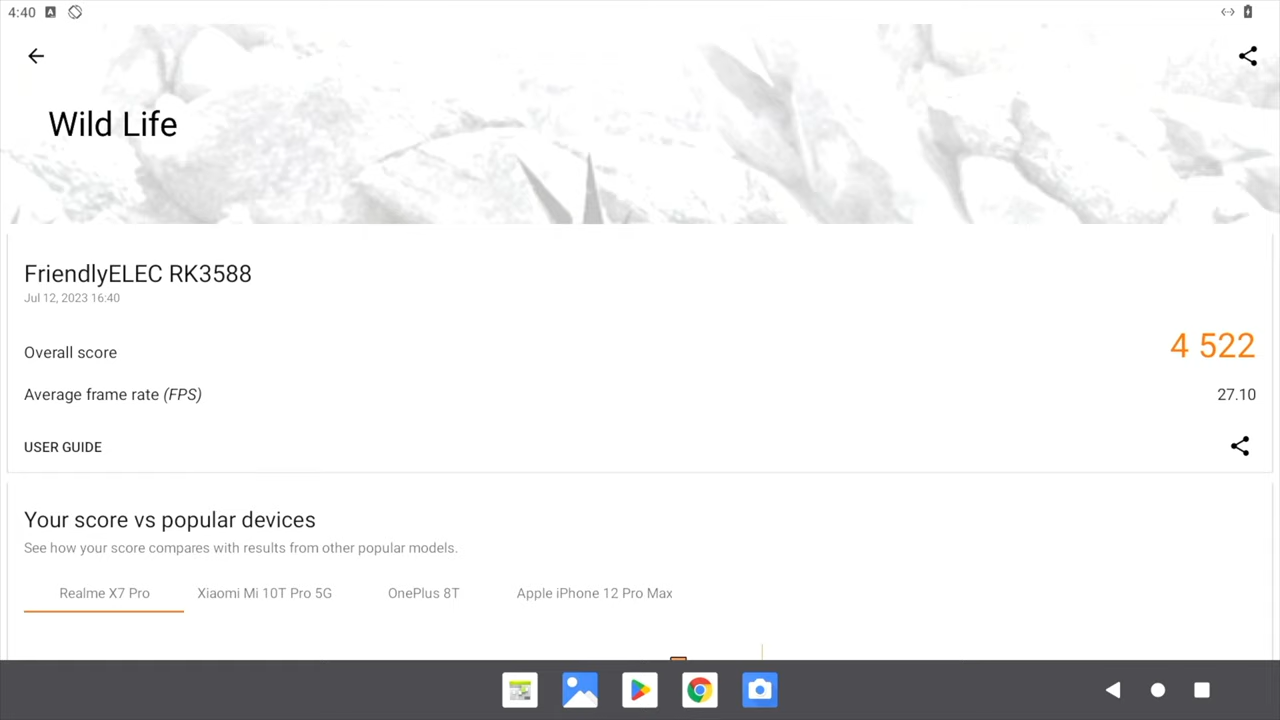 4:40
Wild Life
FriendlyELEC RK3588
Jul 12, 2023 16:40
Overall score
4 522
Average frame rate (FPS)
27.10
USER GUIDE
Your score vs popular devices
See how your score compares with results from other popular models.
Realme X7 Pro Xiaomi Mi 10T Pro 5G OnePlus 8T Apple iPhone 12 Pro Max